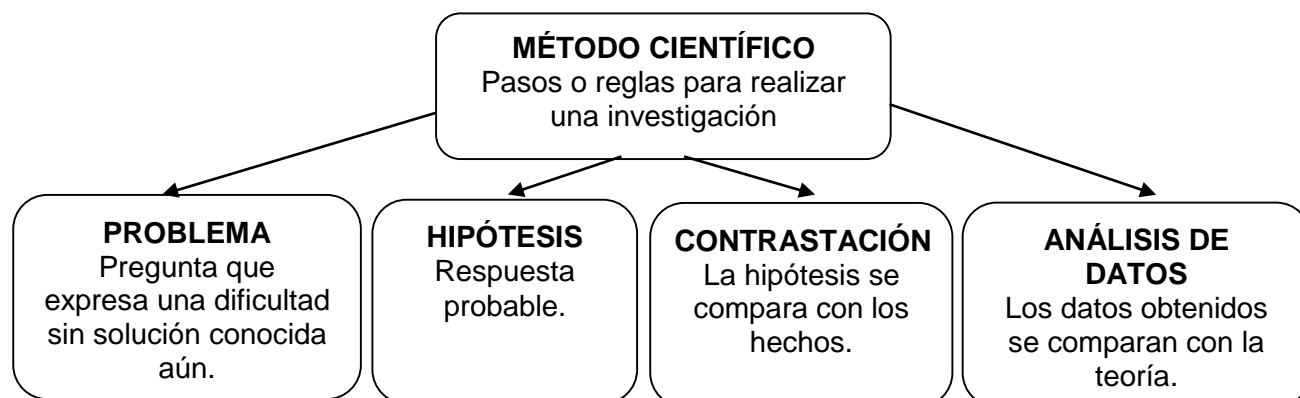 MÉTODO CIENTÍFICO
Pasos o reglas para realizar
una investigación
PROBLEMA
Pregunta que
expresa una dificultad
sin solución conocida
aún.
HIPÓTESIS
Respuesta
probable.
CONTRASTACIÓN
La hipótesis se
compara con los
hechos.
ANÁLISIS DE
DATOS
Los datos obtenidos
se comparan con la
teoría.